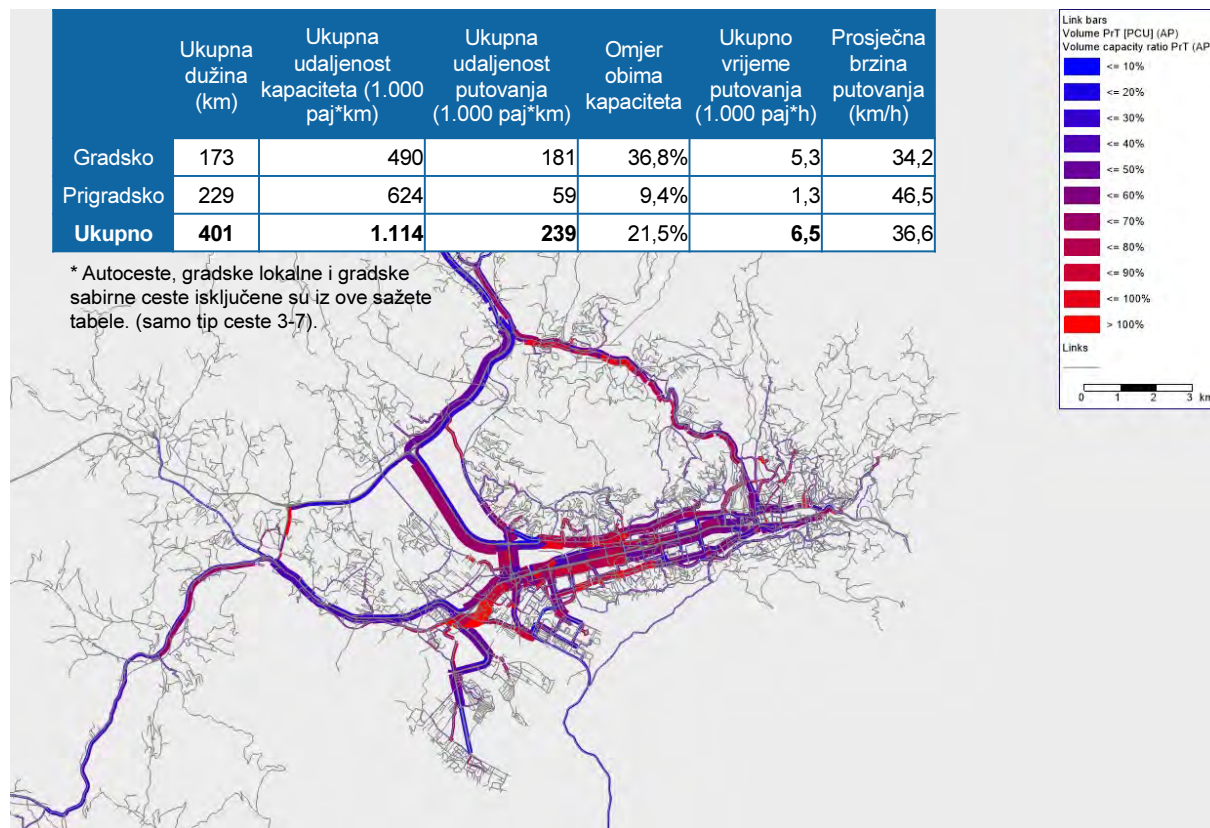 Ukupna dužina (km)
Ukupna udaljenost kapaciteta (1.000 paj*km)
Ukupna udaljenost putovanja (1.000 paj*km)
Omjer obima kapaciteta
Ukupno vrijeme putovanja (1.000 paj*h)
Prosječna brzina putovanja (km/h)
Gradsko 173 490 181 36,8% 5,3 34,2
Prigradsko 229 624 59 9,4% 1,3 46,5
Ukupno 401 1.114 239 21,5% 6,5 36,6
* Autoceste, gradske lokalne i gradske
sabirne ceste isključene su iz ove sažete
tabele. (samo tip ceste 3-7).
Link bars
Volume PrT [PCU] (AP)
Volume capacity ratio PrT (AP
<= 10%
<= 20%
<= 30%
<= 40%
<= 50%
<= 60%
<= 70%
<= 80%
<= 90%
<= 100%
> 100%
Links
0 1 2 3 km